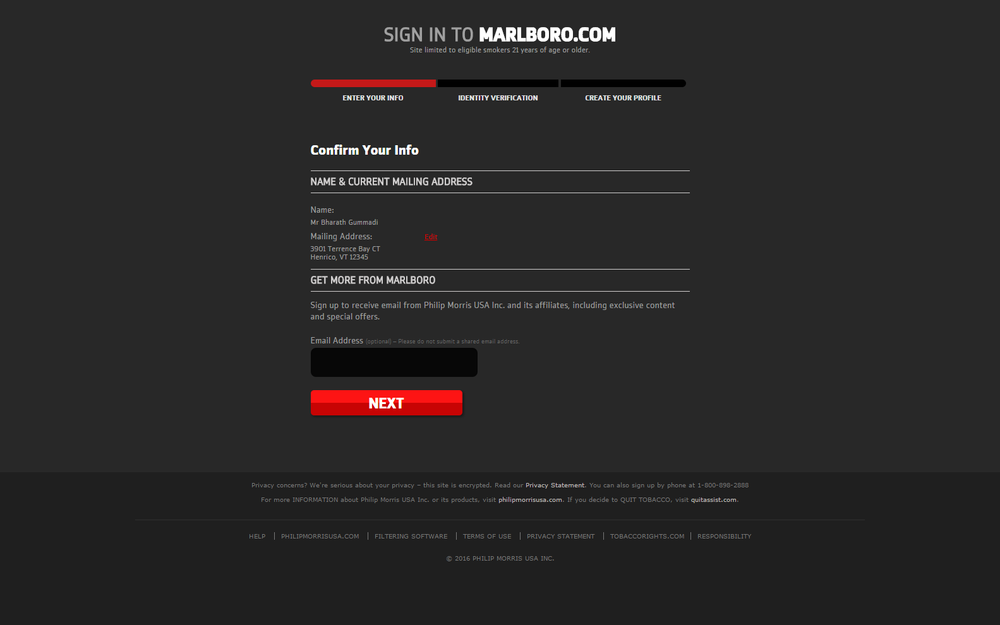 SIGN IN TO MARLBORO.COM
Site limited to eligible smokers 21 years of age or older.
ENTER YOUR INFO
IDENTITY VERIFICATION
CREATE YOUR PROFILE
Confirm Your Info
NAME & CURRENT MAILING ADDRESS
Name:
Mr Bharath Gummadi
Mailing Address: Edit
3901 Terrence Bay CT
Henrico, VT 12345
GET MORE FROM MARLBORO
Sign up to receive email from Philip Morris USA Inc. and its affiliates, including exclusive content
and special offers.
Email Address (optional) – Please do not submit a shared email address.
NEXT
Privacy concerns? We're serious about your privacy – this site is encrypted. Read our Privacy Statement. You can also sign up by phone at 1-800-898-2888
For more INFORMATION about Philip Morris USA Inc. or its products, visit philipmorrisusa.com. If you decide to QUIT TOBACCO, visit quitassist.com.
HELP | PHILIPMORRISUSA.COM | FILTERING SOFTWARE | TERMS OF USE | PRIVACY STATEMENT | TOBACCORIGHTS.COM | RESPONSIBILITY
© 2016 PHILIP MORRIS USA INC.